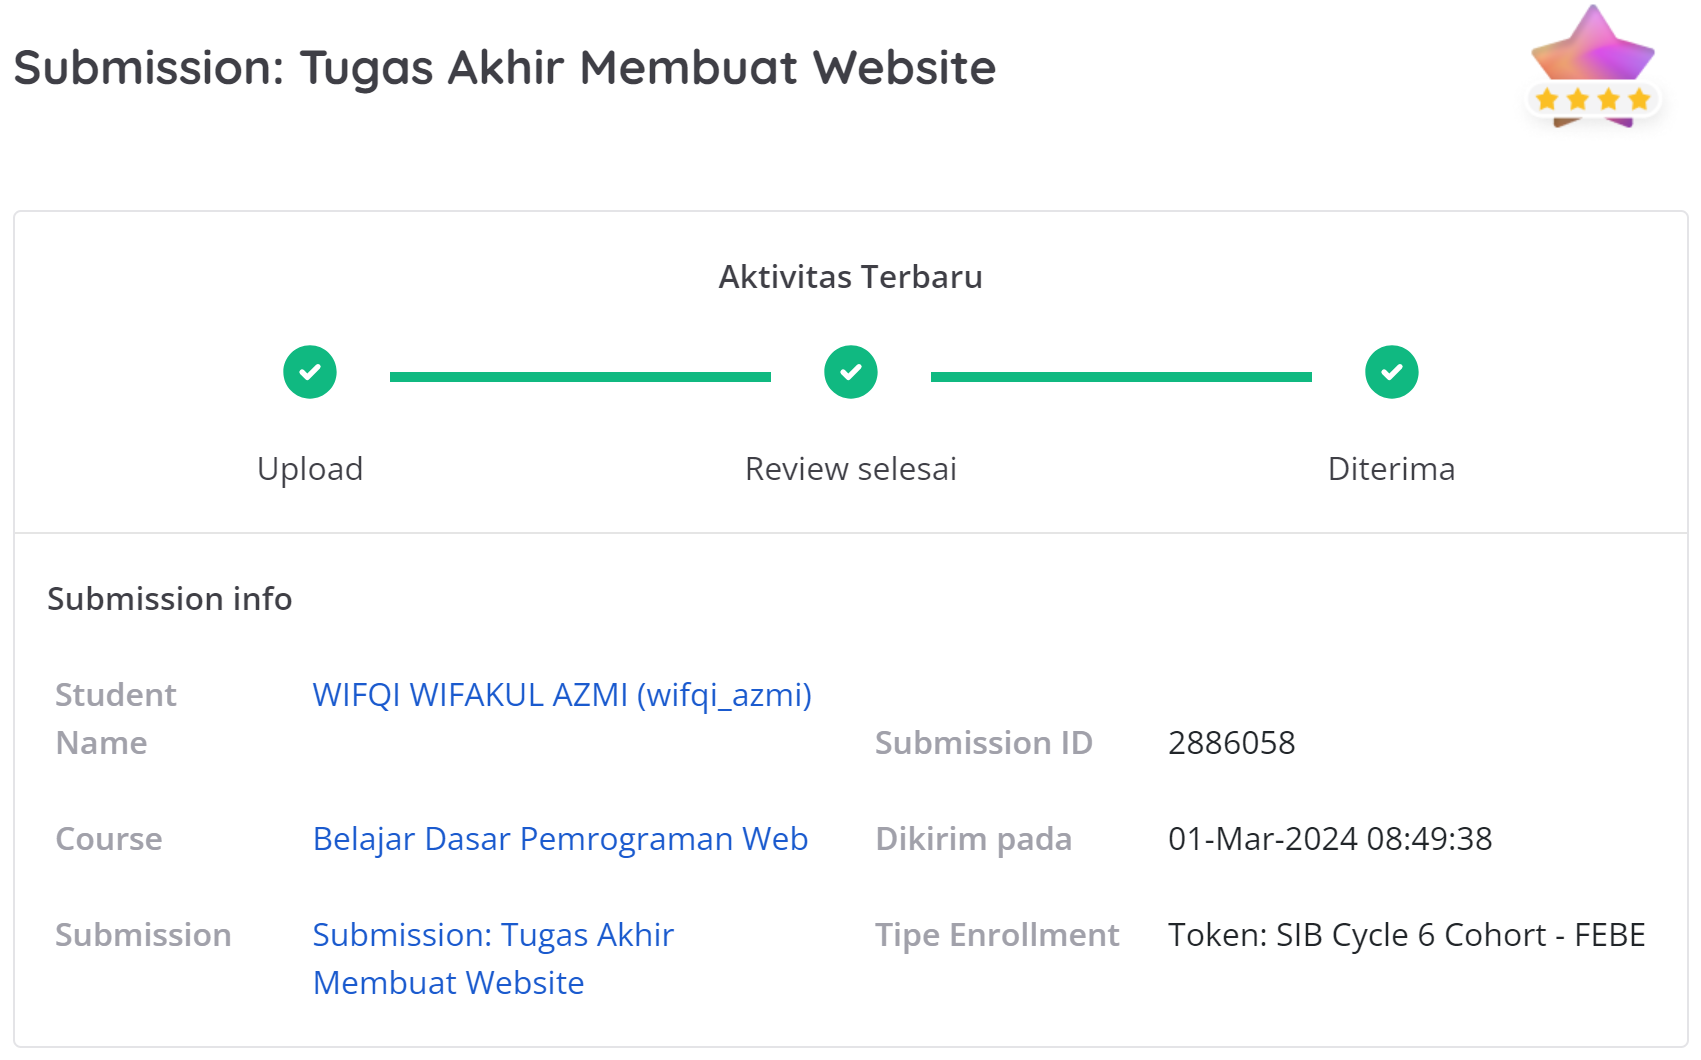 Submission: Tugas Akhir Membuat Website
Aktivitas Terbaru
Upload
Review selesai
Diterima
Submission info
Student
Name
WIFQI WIFAKUL AZMI (wifqi_azmi)
Submission ID
2886058
Course
Belajar Dasar Pemrograman Web
Dikirim pada
01-Mar-2024 08:49:38
Submission
Submission: Tugas Akhir
Membuat Website
Tipe Enrollment
Token: SIB Cycle 6 Cohort - FEBE